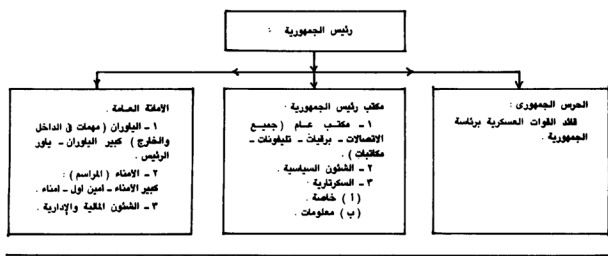 رئيس الجمهورية :
الحرس الجمهورى :
قائد القوات العسكرية برئاسة
الجمهورية .
مكتب رئيس الجمهورية :
١ - مكتب عام ( جميع
الاتصالات - برقيات - تليفونات -
مكاتبات ) .
٢ - الشئون السياسية .
٣ - السكرتارية
( أ ) خاصة .
( ب ) معلومات .
الأمانة العامة .
١ - الياوران ( مهمات فى الداخل
والخارج ) كبير الياوران - ياور
الرئيس .
٢ - الأمناء ( المراسم ) :
كبير الأمناء - أمين أول - أمناء .
٣ - الشئون المالية والإدارية .